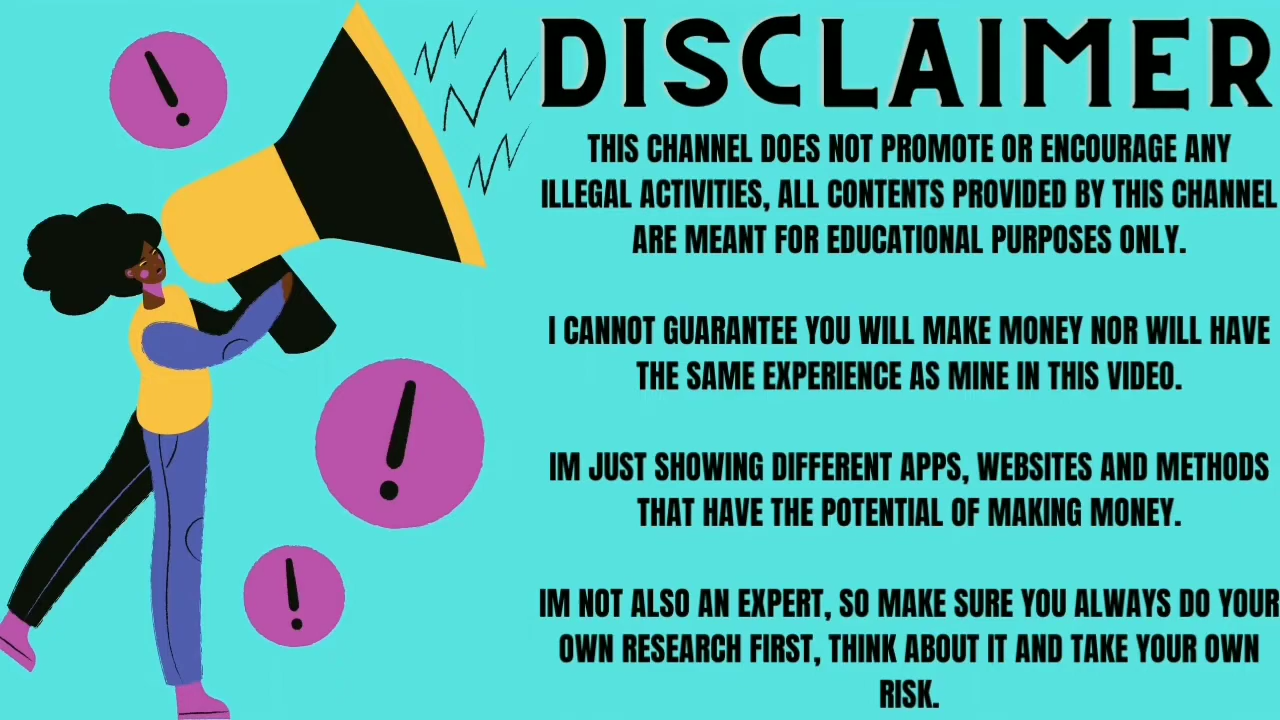 DISCLAIMER
THIS CHANNEL DOES NOT PROMOTE OR ENCOURAGE ANY
ILLEGAL ACTIVITIES, ALL CONTENTS PROVIDED BY THIS CHANNEL
ARE MEANT FOR EDUCATIONAL PURPOSES ONLY.
I CANNOT GUARANTEE YOU WILL MAKE MONEY NOR WILL HAVE
THE SAME EXPERIENCE AS MINE IN THIS VIDEO.
IM JUST SHOWING DIFFERENT APPS, WEBSITES AND METHODS
THAT HAVE THE POTENTIAL OF MAKING MONEY.
IM NOT ALSO AN EXPERT, SO MAKE SURE YOU ALWAYS DO YOUR
OWN RESEARCH FIRST, THINK ABOUT IT AND TAKE YOUR OWN
RISK.